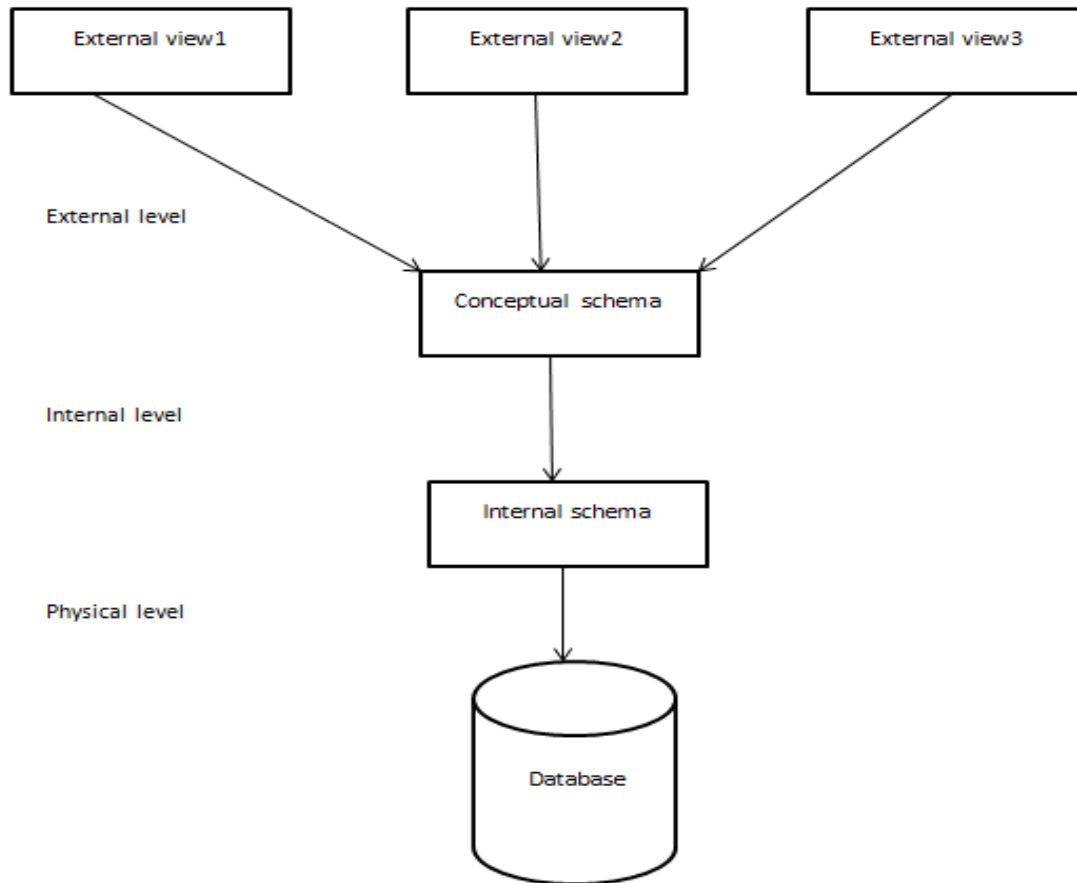 External view1
External view2
External view3
External level
Conceptual schema
Internal level
Internal schema
Physical level
Database